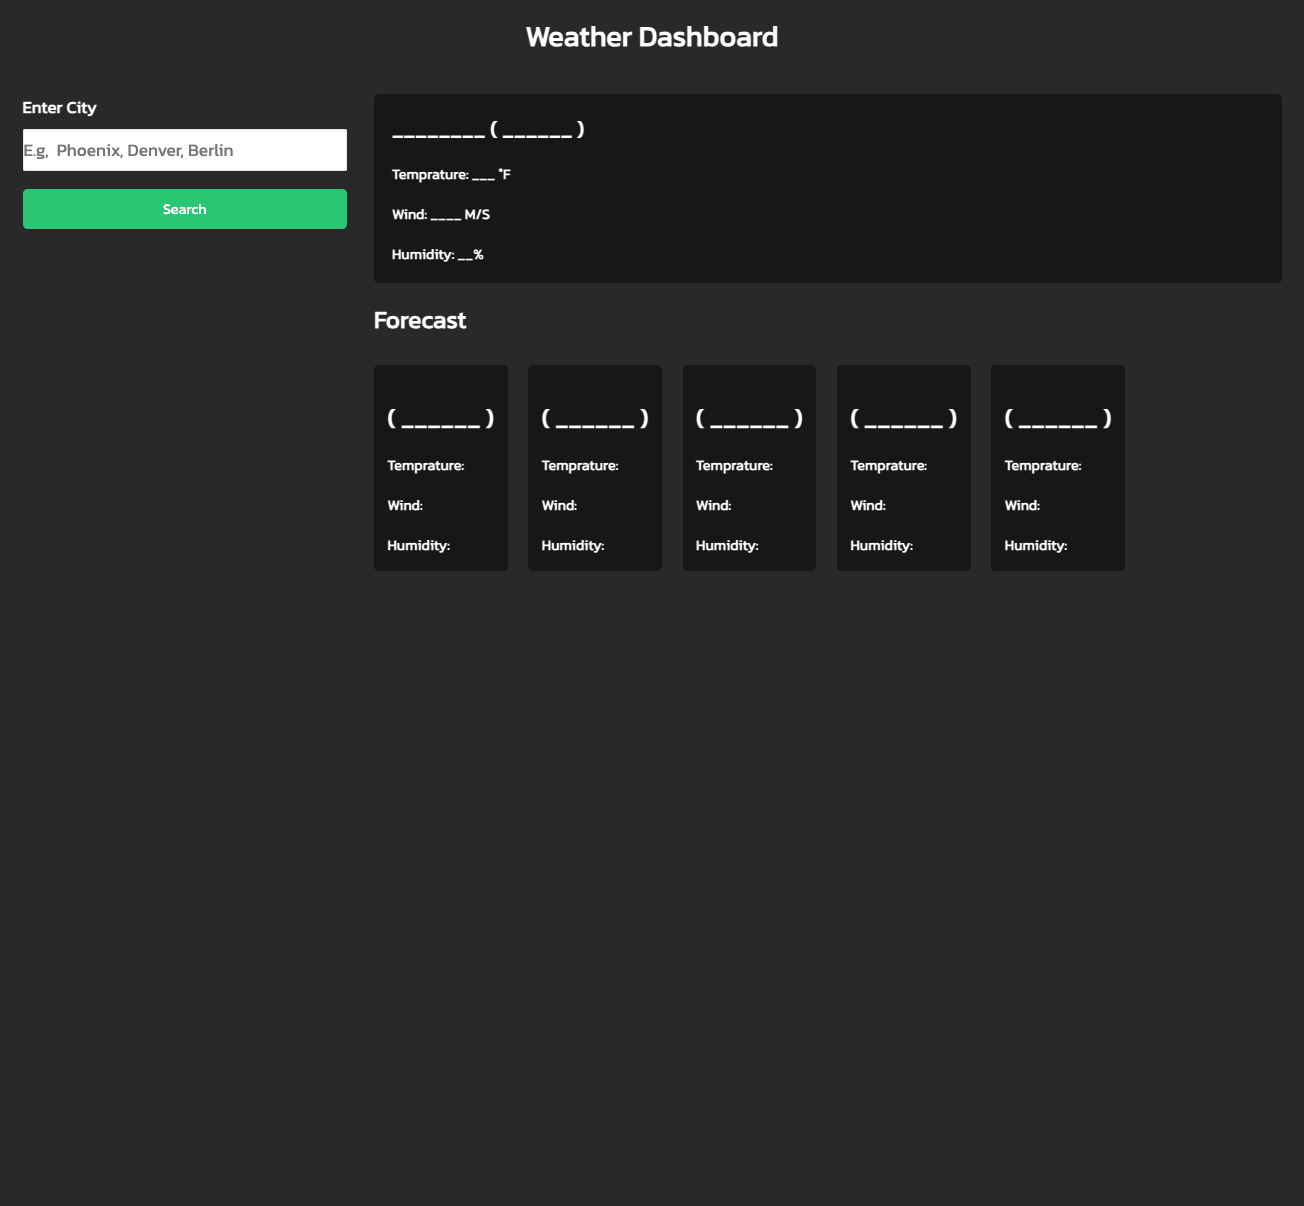 Weather Dashboard
Enter City
E.g,  Phoenix, Denver, Berlin
Search
________ ( ______ )
Temprature: ___ °F
Wind: ____ M/S
Humidity: __%
Forecast
( ______ )
Temprature:
Wind:
Humidity:
( ______ )
Temprature:
Wind:
Humidity:
( ______ )
Temprature:
Wind:
Humidity:
( ______ )
Temprature:
Wind:
Humidity:
( ______ )
Temprature:
Wind:
Humidity: